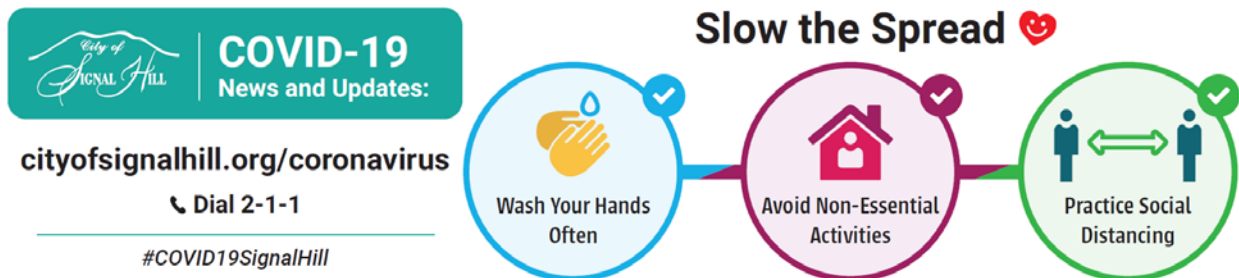 City of
SIGNAL HILL
COVID-19
News and Updates:
cityofsignalhill.org/coronavirus
Dial 2-1-1
#COVID19SignalHill
Slow the Spread
Wash Your Hands
Often
Avoid Non-Essential
Activities
Practice Social
Distancing